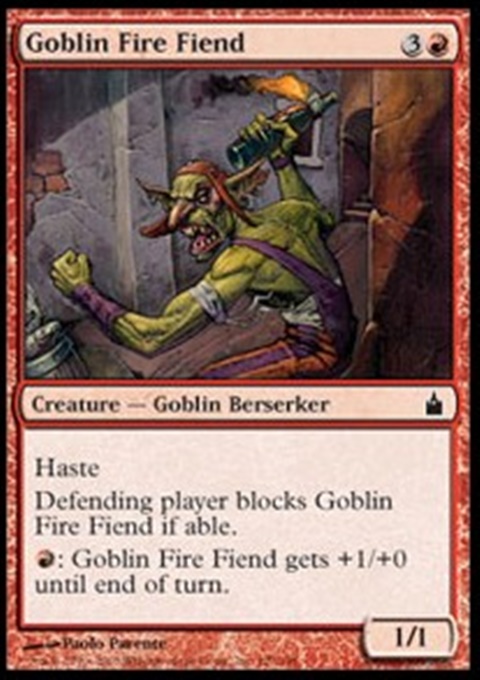 Goblin Fire Fiend 3
Creature — Goblin Berserker
Haste
Defending player blocks Goblin
Fire Fiend if able.
: Goblin Fire Fiend gets +1/+0
until end of turn.
Paolo Parente
1/1